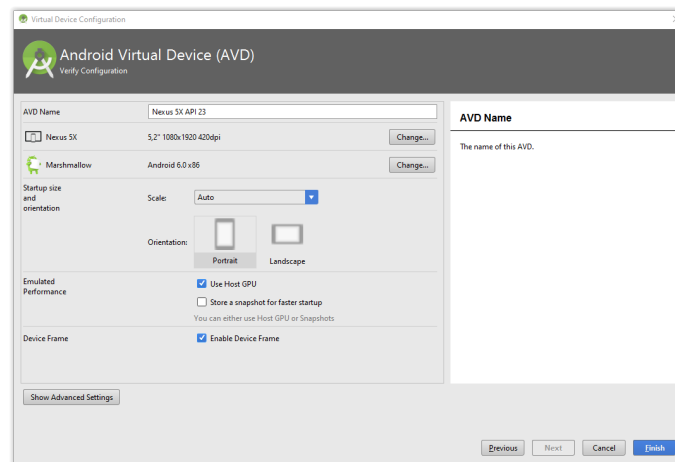 Virtual Device Configuration
Android Virtual Device (AVD)
Verify Configuration
AVD Name
Nexus 5X API 23
Nexus 5X
5,2" 1080x1920 420dpi
Change...
Marshmallow
Android 6.0 x86
Change...
Startup size
and
orientation
Scale:
Auto
Orientation:
Portrait
Landscape
Emulated
Performance
Use Host GPU
Store a snapshot for faster startup
You can either use Host GPU or Snapshots
Device Frame
Enable Device Frame
Show Advanced Settings
AVD Name
The name of this AVD.
Previous
Next
Cancel
Finish